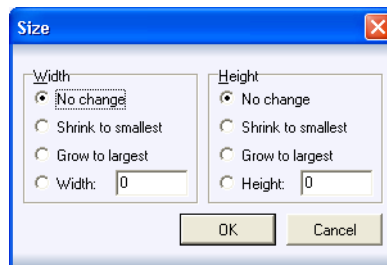 Size
Width
No change
Shrink to smallest
Grow to largest
Width: 0
Height
No change
Shrink to smallest
Grow to largest
Height: 0
OK Cancel